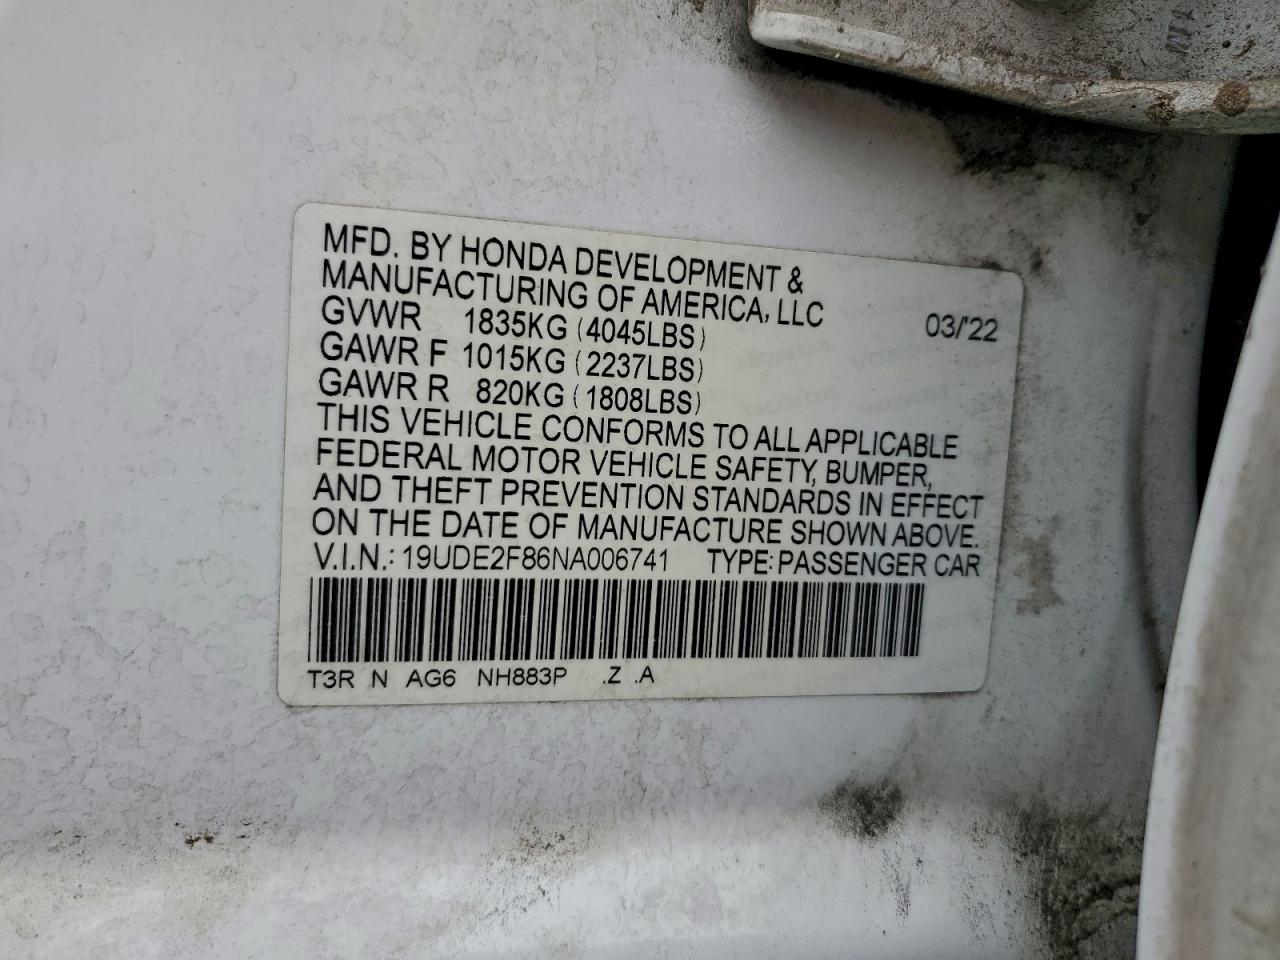 MFD. BY HONDA DEVELOPMENT &
MANUFACTURING OF AMERICA, LLC
GVWR 1835KG (4045LBS) 03/'22
GAWR F 1015KG (2237LBS)
GAWR R 820KG (1808LBS)
THIS VEHICLE CONFORMS TO ALL APPLICABLE
FEDERAL MOTOR VEHICLE SAFETY, BUMPER,
AND THEFT PREVENTION STANDARDS IN EFFECT
ON THE DATE OF MANUFACTURE SHOWN ABOVE.
V.I.N.: 19UDE2F86NA006741 TYPE: PASSENGER CAR
T3R N AG6 NH883P .Z .A